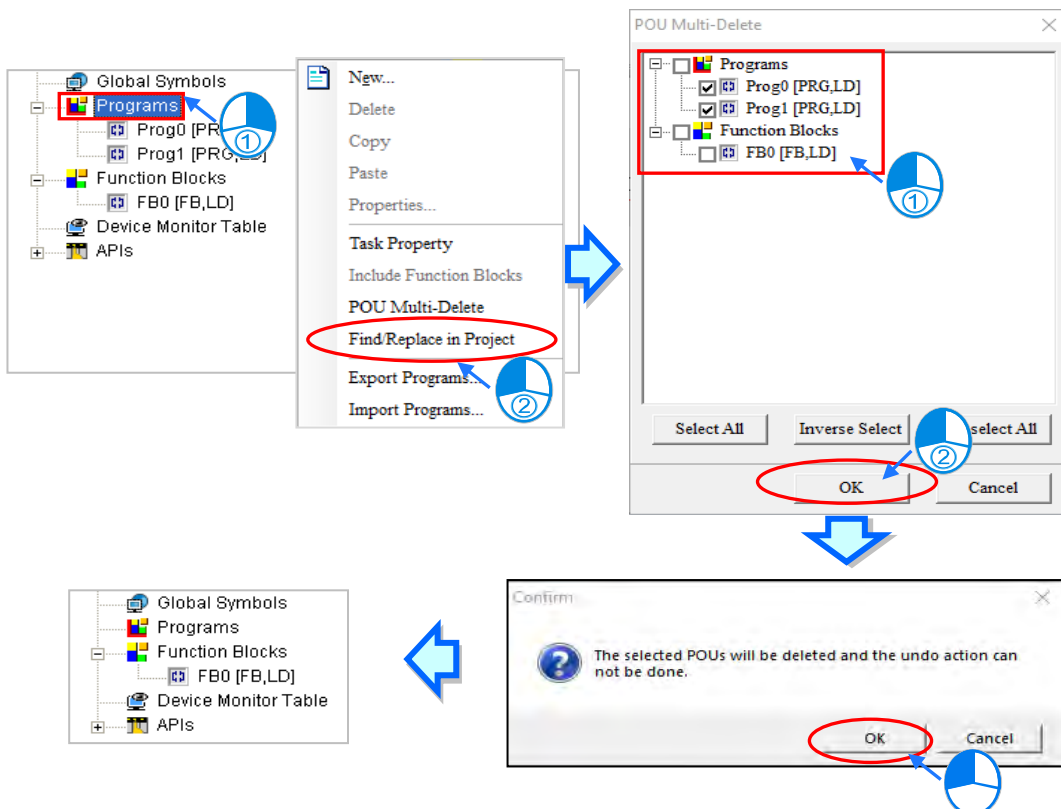 Global Symbols
Programs
Prog0 [PR
Prog1 [PRG,LD]
Function Blocks
FB0 [FB,LD]
Device Monitor Table
APIs
①
New...
Delete
Copy
Paste
Properties...
Task Property
Include Function Blocks
POU Multi-Delete
Find/Replace in Project
Export Programs...
Import Programs...
②
POU Multi-Delete
Programs
Prog0 [PRG,LD]
Prog1 [PRG,LD]
Function Blocks
FB0 [FB,LD]
①
Select All Inverse Select select All
②
OK Cancel
Global Symbols
Programs
Function Blocks
FB0 [FB,LD]
Device Monitor Table
APIs
Confirm
The selected POUs will be deleted and the undo action can
not be done.
OK Cancel